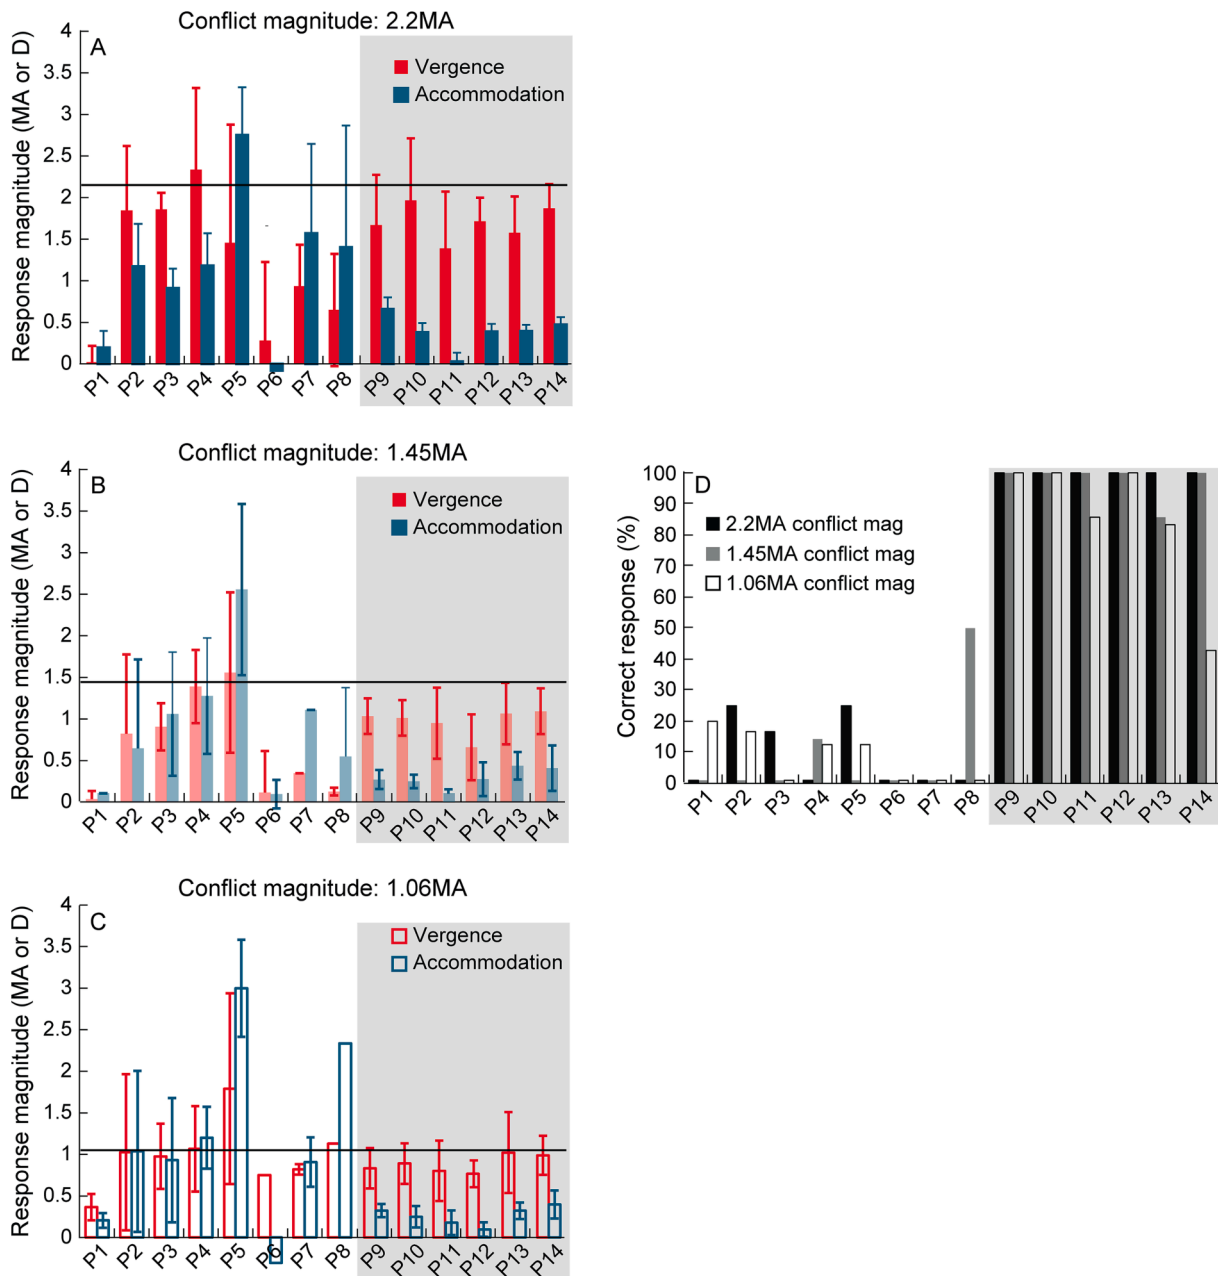 Conflict magnitude: 2.2MA
A
Vergence
Accommodation
Response magnitude (MA or D)
4
3.5
3
2.5
2
1.5
1
0.5
0
P1 P2 P3 P4 P5 P6 P7 P8 P9 P10 P11 P12 P13 P14
Conflict magnitude: 1.45MA
B
Vergence
Accommodation
Response magnitude (MA or D)
4
3.5
3
2.5
2
1.5
1
0.5
0
P1 P2 P3 P4 P5 P6 P7 P8 P9 P10 P11 P12 P13 P14
D
2.2MA conflict mag
1.45MA conflict mag
1.06MA conflict mag
Correct response (%)
100
90
80
70
60
50
40
30
20
10
0
P1 P2 P3 P4 P5 P6 P7 P8 P9 P10 P11 P12 P13 P14
Conflict magnitude: 1.06MA
C
Vergence
Accommodation
Response magnitude (MA or D)
4
3.5
3
2.5
2
1.5
1
0.5
0
P1 P2 P3 P4 P5 P6 P7 P8 P9 P10 P11 P12 P13 P14